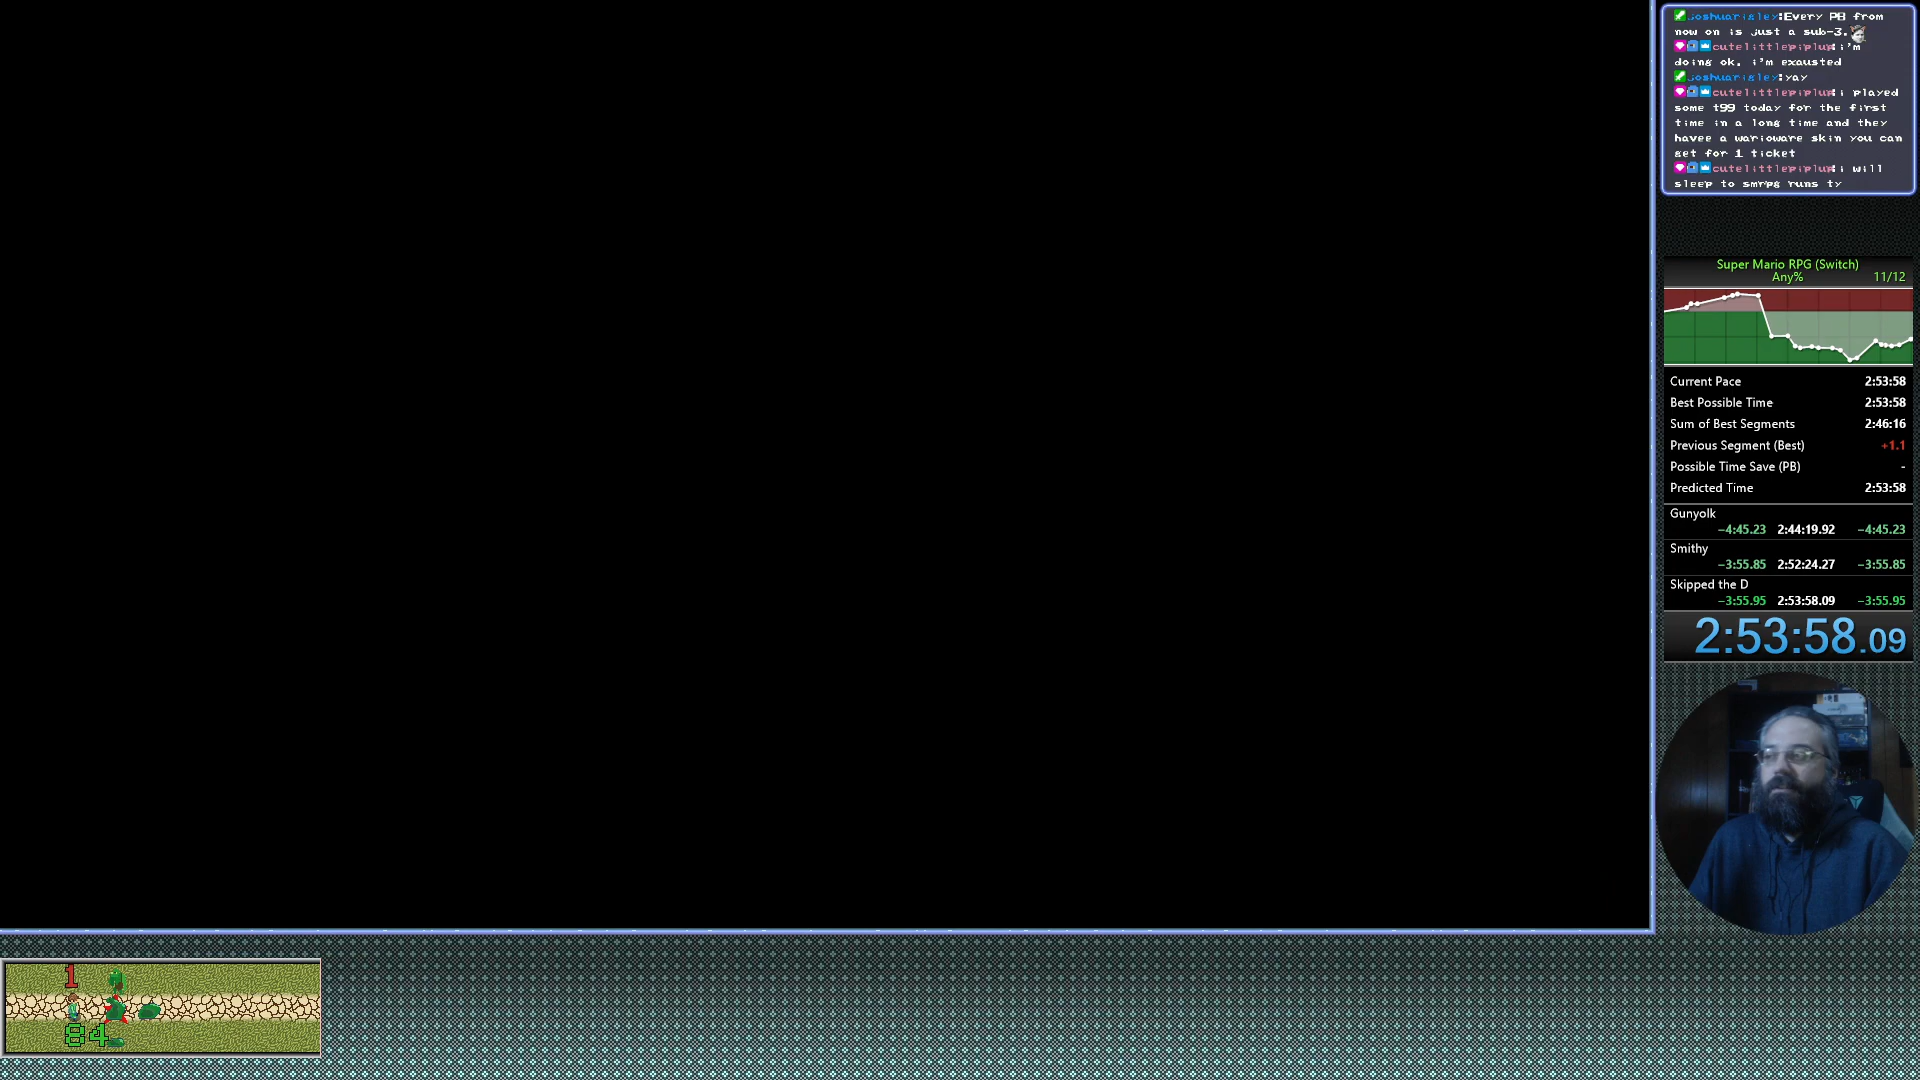 joshuarigley:Every PB from
now on is just a sub-3.
cutelittlepiplup:i'm
doing ok. i'm exausted
joshuarigley:yay
cutelittlepiplup:i played
some t99 today for the first
time in a long time and they
havee a warioware skin you can
get for 1 ticket
cutelittlepiplup:i will
sleep to smrpg runs ty
Super Mario RPG (Switch)
Any% 11/12
Current Pace 2:53:58
Best Possible Time 2:53:58
Sum of Best Segments 2:46:16
Previous Segment (Best) +1.1
Possible Time Save (PB) -
Predicted Time 2:53:58
Gunyolk
−4:45.23 2:44:19.92 −4:45.23
Smithy
−3:55.85 2:52:24.27 −3:55.85
Skipped the D
−3:55.95 2:53:58.09 −3:55.95
2:53:58.09
1
84